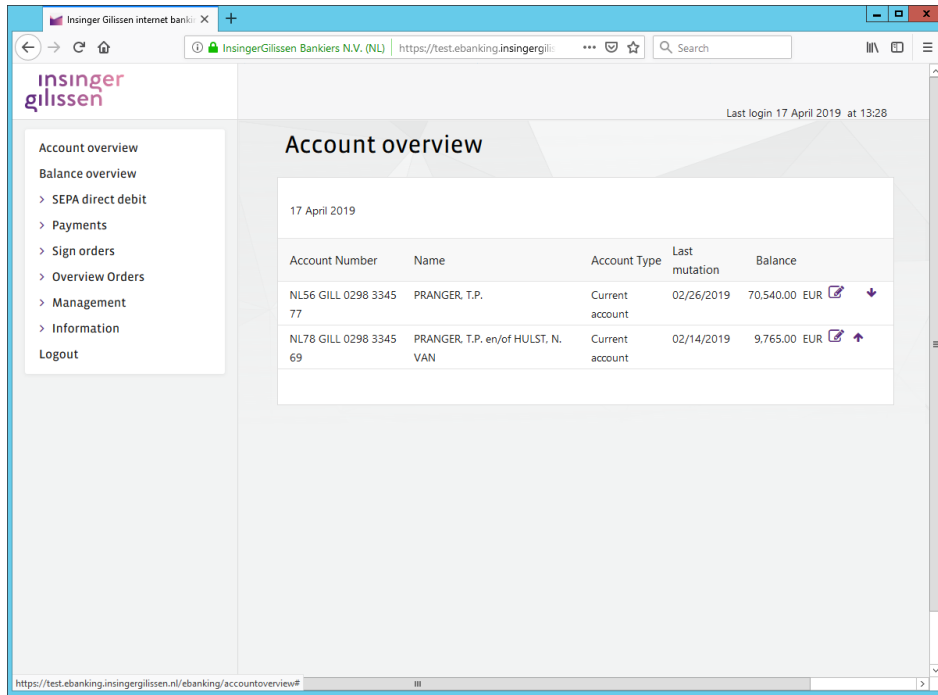 Insinger Gilissen internet bankin
InsingerGilissen Bankiers N.V. (NL) https://test.ebanking.insingergilis Search
insinger
gilissen
Last login 17 April 2019 at 13:28
Account overview
Balance overview
SEPA direct debit
Payments
Sign orders
Overview Orders
Management
Information
Logout
Account overview
17 April 2019
Account Number Name Account Type Last mutation Balance
NL56 GILL 0298 3345 PRANGER, T.P. Current 02/26/2019 70,540.00 EUR
77 account
NL78 GILL 0298 3345 PRANGER, T.P. en/of HULST, N. Current 02/14/2019 9,765.00 EUR
69 VAN account
https://test.ebanking.insingergilissen.nl/ebanking/accountoverview#